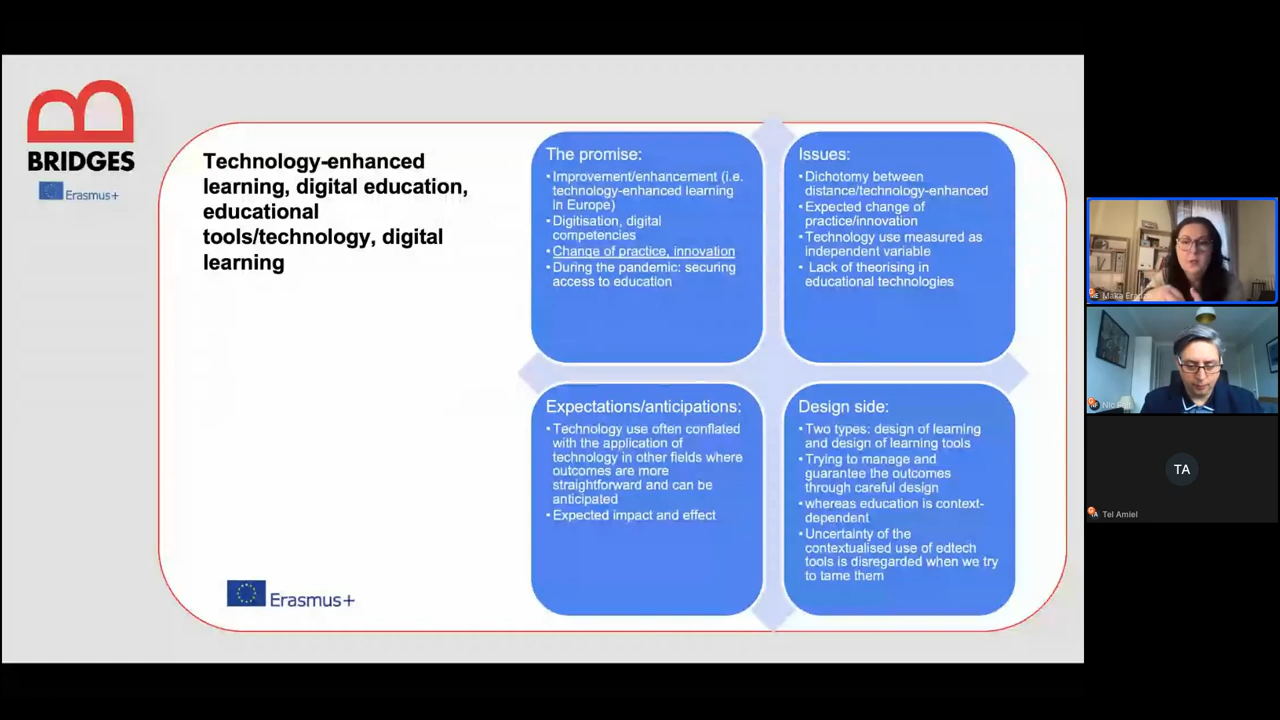 BRIDGES
Erasmus+
Technology-enhanced
learning, digital education,
educational
tools/technology, digital
learning
The promise:
•Improvement/enhancement (i.e.
technology-enhanced learning
in Europe)
•Digitisation, digital
competencies
•Change of practice, innovation
•During the pandemic: securing
access to education
Issues:
•Dichotomy between
distance/technology-enhanced
•Expected change of
practice/innovation
•Technology use measured as
independent variable
• Lack of theorising in
educational technologies
Expectations/anticipations:
•Technology use often conflated
with the application of
technology in other fields where
outcomes are more
straightforward and can be
anticipated
•Expected impact and effect
Design side:
•Two types: design of learning
and design of learning tools
•Trying to manage and
guarantee the outcomes
through careful design
•whereas education is context-
dependent
•Uncertainty of the
contextualised use of edtech
tools is disregarded when we try
to tame them
Erasmus+
Maka
TA
Tel Amiel